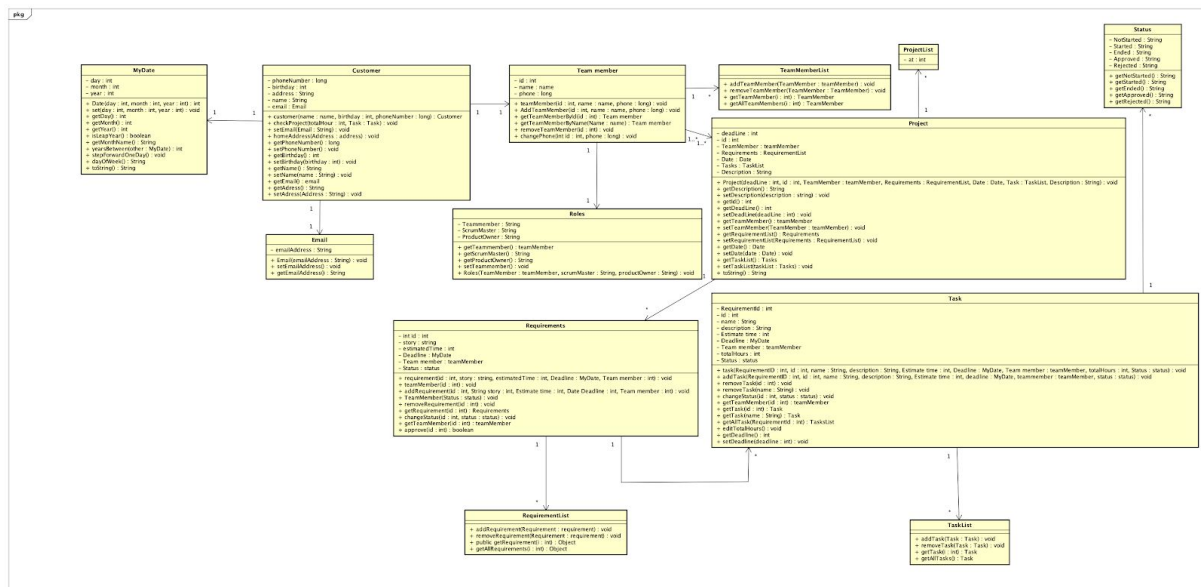 pkg
MyDate
- day : int
- month : int
- year : int
+ Date(day : int, month : int, year : int) : int
+ set(day : int, month : int, year : int) : void
+ getDay() : int
+ getMonth() : int
+ getYear() : int
+ isLeapYear() : boolean
+ getMonthName() : String
+ yearsBetween(other : MyDate) : int
+ stepForwardOneDay() : void
+ dayOfWeek() : String
+ toString() : String
Customer
- phoneNumber : long
- birthday : int
- address : String
- name : String
- email : Email
+ customer(name : name, birthday : int, phoneNumber : long) : Customer
+ checkProject(totalHour : int, Task : Task) : void
+ setEmail(Email : String) : void
+ homeAddress(Address : address) : void
+ getPhoneNumber() : long
+ setPhoneNumber() : void
+ getBirthday() : int
+ setBirthday(birthday : int) : void
+ getName() : String
+ setName(name : String) : void
+ getEmail() : email
+ getAdress() : String
+ setAdress(Address : String) : void
Team member
- id : int
- name : name
- phone : long
+ teamMember(id : int, name : name, phone : long) : void
+ AddTeamMember(id : int, name : name, phone : long) : void
+ getTeamMemberById(id : int) : Team member
+ getTeamMemberByName(Name : name) : Team member
+ removeTeamMember(id : int) : void
+ changePhone(int id : int, phone : long) : void
TeamMemberList
+ addTeamMember(TeamMember : teamMember) : void
+ removeTeamMember(TeamMember : TeamMember) : void
+ getTeamMember(i : int) : TeamMember
+ getAllTeamMembers(i : int) : TeamMember
ProjectList
- at : int
Status
- NotStarted : String
- Started : String
- Ended : String
- Approved : String
- Rejected : String
+ getNotStarted() : String
+ getStarted() : String
+ getEnded() : String
+ getApproved() : String
+ getRejected() : String
Project
- deadLine : int
- id : int
- TeamMember : teamMember
- Requirements : RequirementList
- Date : Date
- Tasks : TaskList
- Description : String
+ Project(deadLine : int, id : int, TeamMember : teamMember, Requirements : RequirementList, Date : Date, Task : TaskList, Description : String) : void
+ getDescription() : String
+ setDescription(description : string) : void
+ getId() : int
+ getDeadLine() : int
+ setDeadLine(deadLine : int) : void
+ getTeamMember() : teamMember
+ setTeamMember(TeamMember : teamMember) : void
+ getRequirementList() : Requirements
+ setRequirementList(Requirements : RequirementList) : void
+ getDate() : Date
+ setDate(date : Date) : void
+ getTaskList() : Tasks
+ setTaskList(taskList : Tasks) : void
+ toString() : String
Roles
- Teammember : String
- ScrumMaster : String
- ProductOwner : String
+ getTeammember() : teamMember
+ getScrumMaster() : String
+ getProductOwner() : String
+ setTeammember() : void
+ Roles(TeamMember : teamMember, scrumMaster : String, productOwner : String) : void
Email
- emailAddress : String
+ Email(emailAddress : String) : void
+ setEmailAddress() : void
+ getEmailAddress() : String
Requirements
- int id : int
- story : string
- estimatedTime : int
- Deadline : MyDate
- Team member : teamMember
- Status : status
+ requirement(id : int, story : string, estimatedTime : int, Deadline : MyDate, Team member : int) : void
+ teamMember(id : int) : void
+ addRequirement(id : int, String story : int, Estimate time : int, Date Deadline : int, Team member : int) : void
+ TeamMember(Status : status) : void
+ removeRequirement(id : int) : void
+ getRequirement(id : int) : Requirements
+ changeStatus(id : int, status : status) : void
+ getTeamMember(id : int) : teamMember
+ approve(id : int) : boolean
Task
- RequirementId : int
- id : int
- name : String
- description : String
- Estimate time : int
- Deadline : MyDate
- Team member : teamMember
- totalHours : int
- Status : status
+ task(RequirementID : int, id : int, name : String, description : String, Estimate time : int, Deadline : MyDate, Team member : teamMember, totalHours : int, Status : status) : void
+ addTask(RequirementID : int, id : int, name : String, description : String, Estimate time : int, deadline : MyDate, teammember : teamMember, status : status) : void
+ removeTask(id : int) : void
+ removeTask(name : String) : void
+ changeStatus(id : int, status : status) : void
+ getTeamMember(id : int) : teamMember
+ getTask(id : int) : Task
+ getTask(name : String) : Task
+ getAllTask(RequirementId : int) : TasksList
+ editTotalHours() : void
+ getDeadline() : int
+ setDeadline(deadline : int) : void
RequirementList
+ addRequirement(Requirement : requirement) : void
+ removeRequirement(Requirement : requirement) : void
+ public getRequirement(i : int) : Object
+ getAllRequirements(i : int) : Object
TaskList
+ addTask(Task : Task) : void
+ removeTask(Task : Task) : void
+ getTask(i : int) : Task
+ getAllTasks() : Task